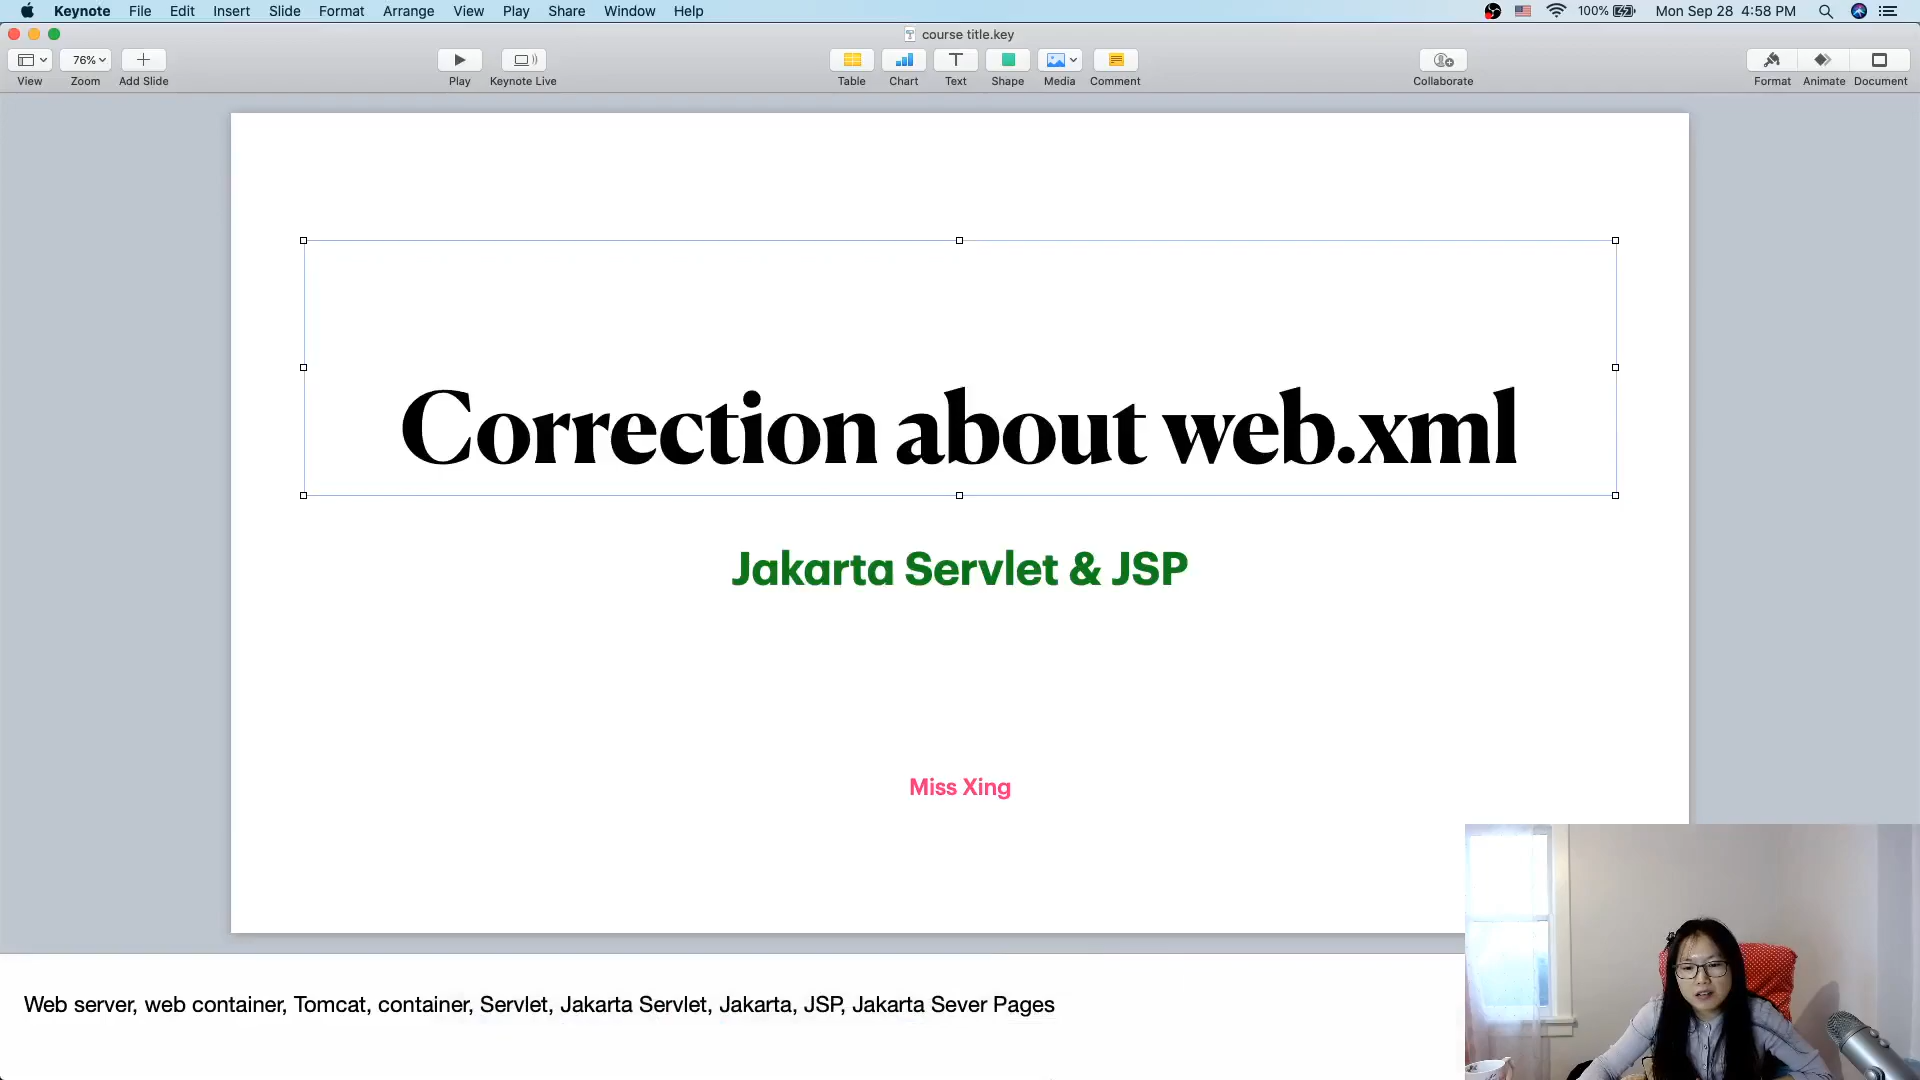 Keynote File Edit Insert Slide Format Arrange View Play Share Window Help 100% Mon Sep 28 4:58 PM
course title.key
76%
View Zoom Add Slide Play Keynote Live Table Chart Text Shape Media Comment Collaborate Format Animate Document
Correction about web.xml
Jakarta Servlet & JSP
Miss Xing
Web server, web container, Tomcat, container, Servlet, Jakarta Servlet, Jakarta, JSP, Jakarta Sever Pages